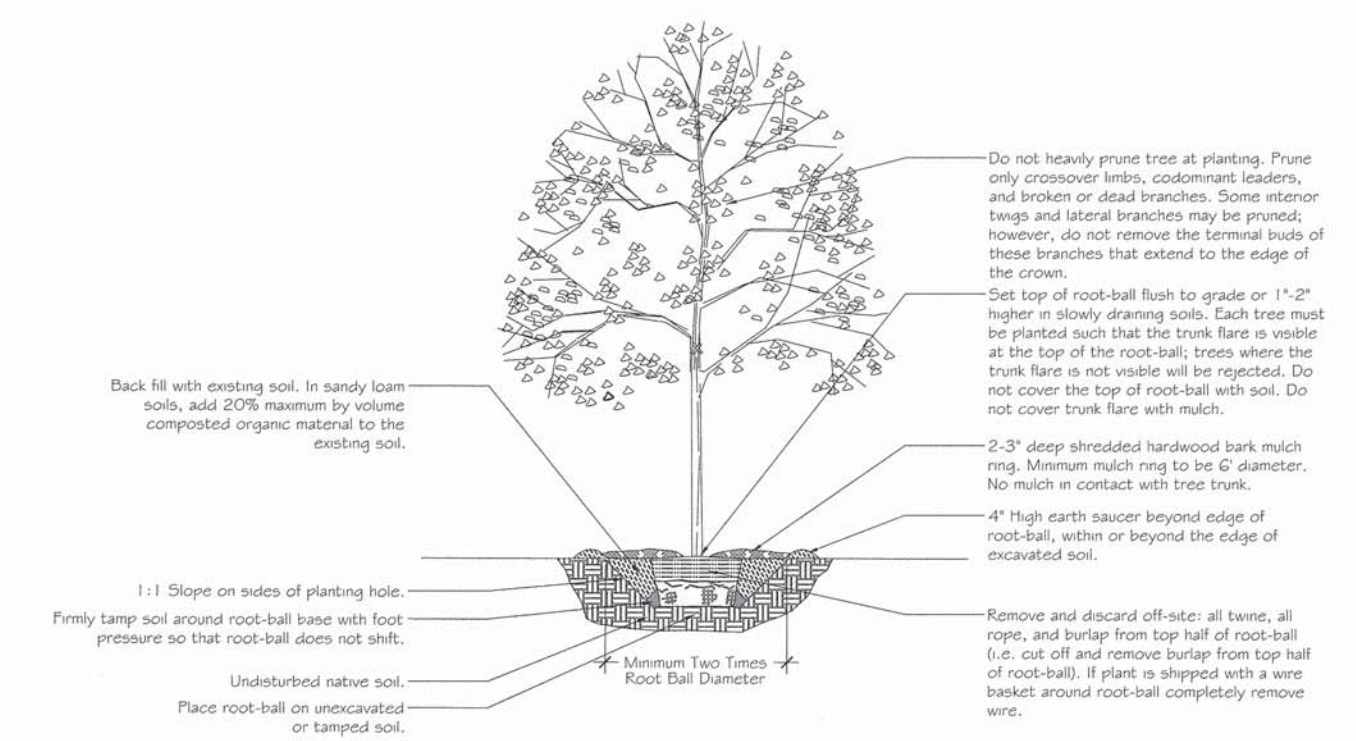 Do not heavily prune tree at planting. Prune
only crossover limbs, codominant leaders,
and broken or dead branches. Some interior
twigs and lateral branches may be pruned;
however, do not remove the terminal buds of
these branches that extend to the edge of
the crown.
Set top of root-ball flush to grade or 1"-2"
higher in slowly draining soils. Each tree must
be planted such that the trunk flare is visible
at the top of the root-ball; trees where the
trunk flare is not visible will be rejected. Do
not cover the top of root-ball with soil. Do
not cover trunk flare with mulch.
Back fill with existing soil. In sandy loam
soils, add 20% maximum by volume
composted organic material to the
existing soil.
2-3" deep shredded hardwood bark mulch
ring. Minimum mulch ring to be 6' diameter.
No mulch in contact with tree trunk.
4" High earth saucer beyond edge of
root-ball, within or beyond the edge of
excavated soil.
1:1 Slope on sides of planting hole.
Firmly tamp soil around root-ball base with foot
pressure so that root-ball does not shift.
Undisturbed native soil.
Place root-ball on unexcavated
or tamped soil.
Minimum Two Times
Root Ball Diameter
Remove and discard off-site: all twine, all
rope, and burlap from top half of root-ball
(i.e. cut off and remove burlap from top half
of root-ball). If plant is shipped with a wire
basket around root-ball completely remove
wire.